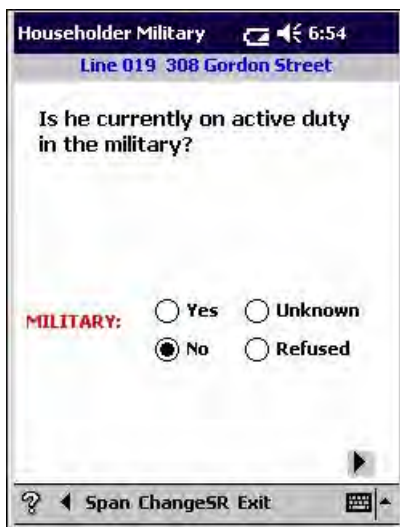 Householder Military 6:54
Line 019 308 Gordon Street
Is he currently on active duty
in the military?
MILITARY:
Yes Unknown
No Refused
? Span ChangeSR Exit